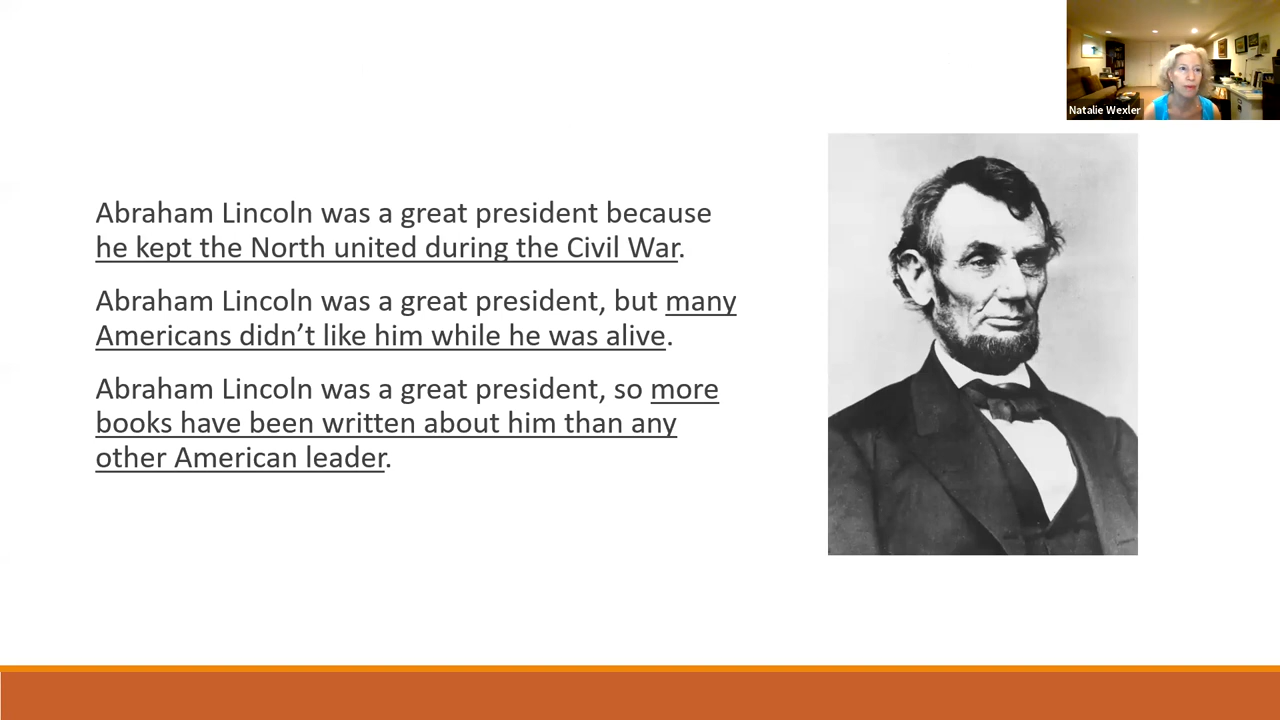 Natalie Wexler
Abraham Lincoln was a great president because
he kept the North united during the Civil War.
Abraham Lincoln was a great president, but many
Americans didn’t like him while he was alive.
Abraham Lincoln was a great president, so more
books have been written about him than any
other American leader.